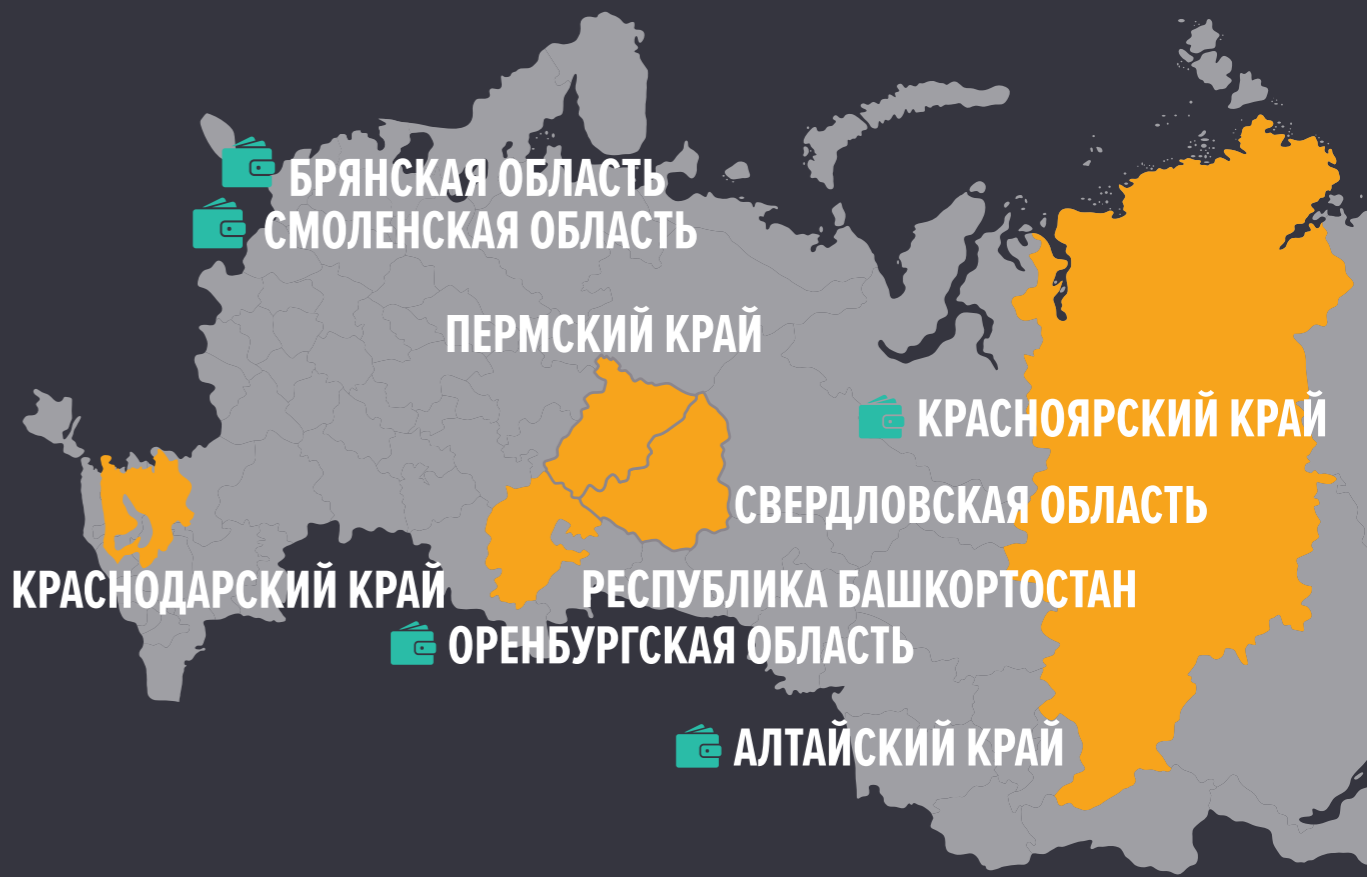 БРЯНСКАЯ ОБЛАСТЬ
СМОЛЕНСКАЯ ОБЛАСТЬ
ПЕРМСКИЙ КРАЙ
КРАСНОЯРСКИЙ КРАЙ
СВЕРДЛОВСКАЯ ОБЛАСТЬ
КРАСНОДАРСКИЙ КРАЙ
РЕСПУБЛИКА БАШКОРТОСТАН
ОРЕНБУРГСКАЯ ОБЛАСТЬ
АЛТАЙСКИЙ КРАЙ